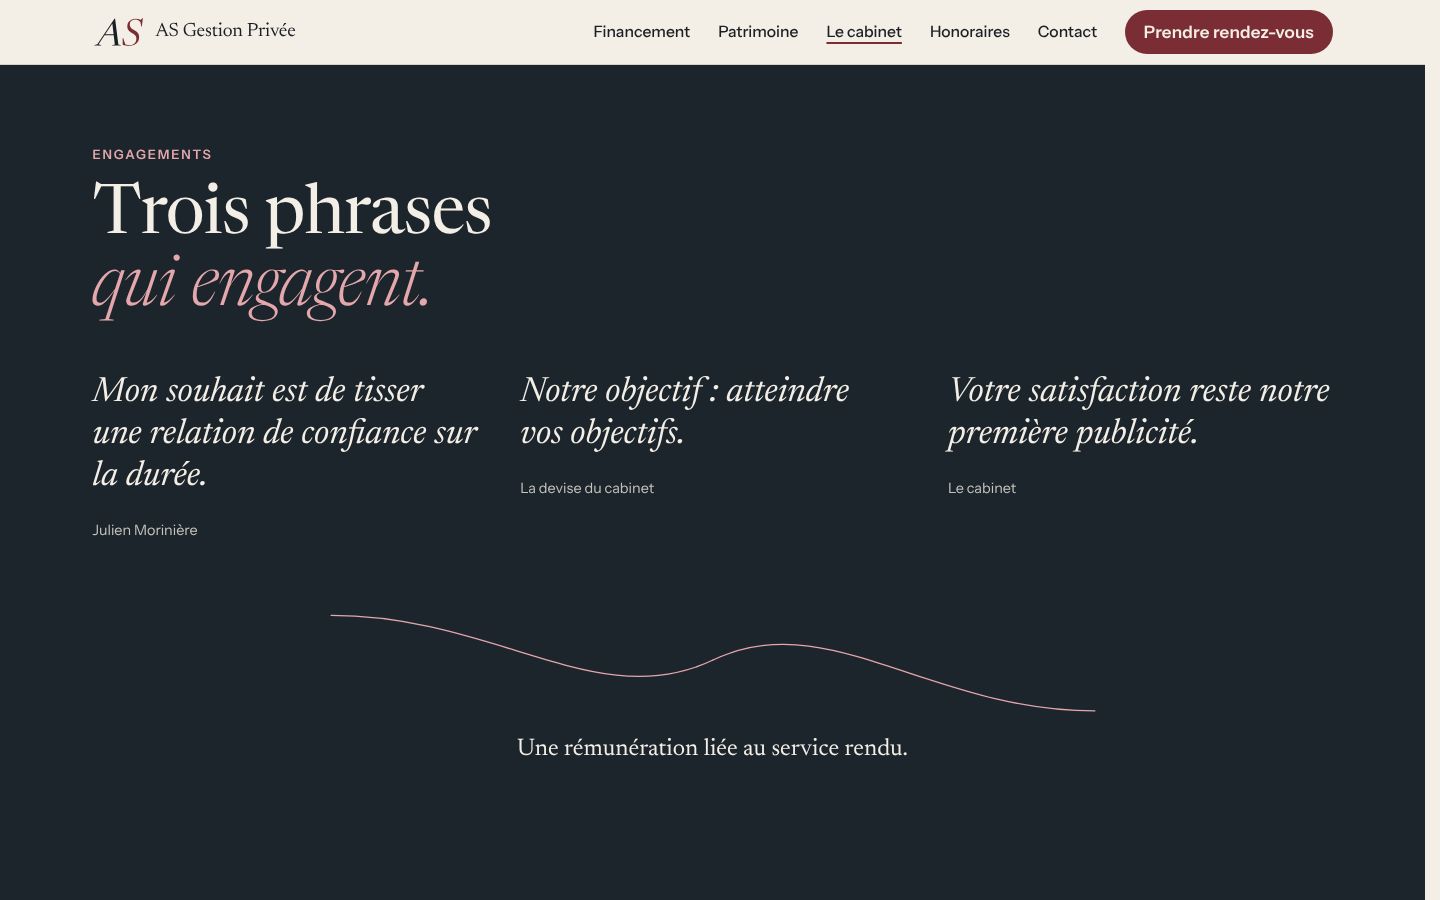 AS AS Gestion Privée
Financement Patrimoine Le cabinet Honoraires Contact Prendre rendez-vous
ENGAGEMENTS
Trois phrases
qui engagent.
Mon souhait est de tisser
une relation de confiance sur
la durée.
Julien Morinière
Notre objectif : atteindre
vos objectifs.
La devise du cabinet
Votre satisfaction reste notre
première publicité.
Le cabinet
Une rémunération liée au service rendu.